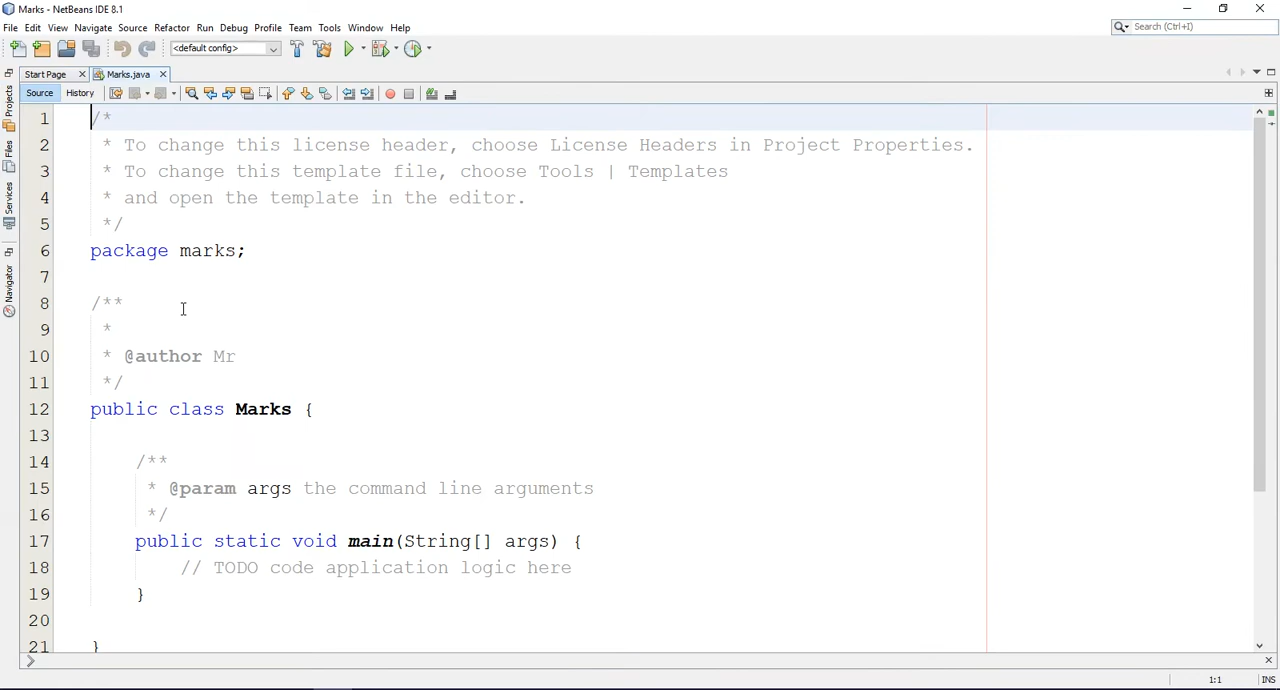 Marks - NetBeans IDE 8.1
File Edit View Navigate Source Refactor Run Debug Profile Team Tools Window Help
Search (Ctrl+I)
<default config>
Start Page
Marks.java
Source History
Projects
Files
Services
Navigator
1 /*
2 * To change this license header, choose License Headers in Project Properties.
3 * To change this template file, choose Tools | Templates
4 * and open the template in the editor.
5 */
6 package marks;
7
8 /**
9 *
10 * @author Mr
11 */
12 public class Marks {
13
14 /**
15 * @param args the command line arguments
16 */
17 public static void main(String[] args) {
18 // TODO code application logic here
19 }
20
21 }
1:1 INS